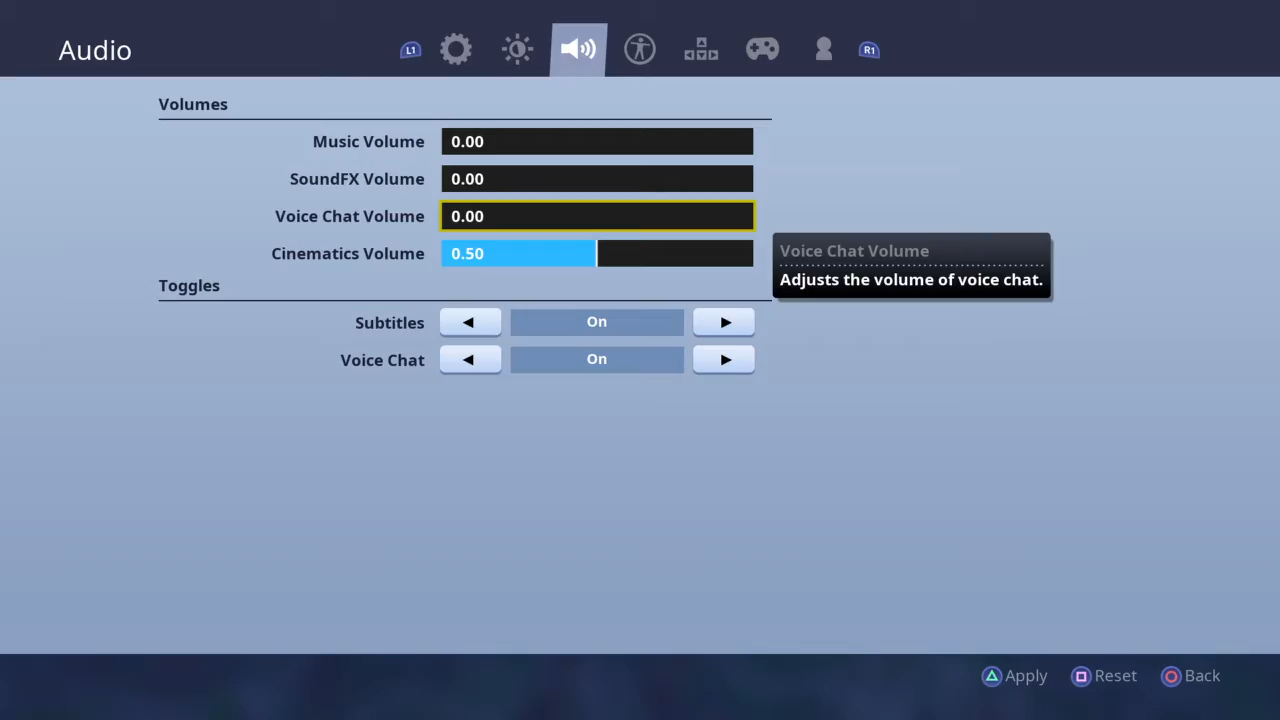 Audio
L1
R1
Volumes
Music Volume 0.00
SoundFX Volume 0.00
Voice Chat Volume 0.00
Cinematics Volume 0.50
Voice Chat Volume
Adjusts the volume of voice chat.
Toggles
Subtitles On
Voice Chat On
Apply Reset Back